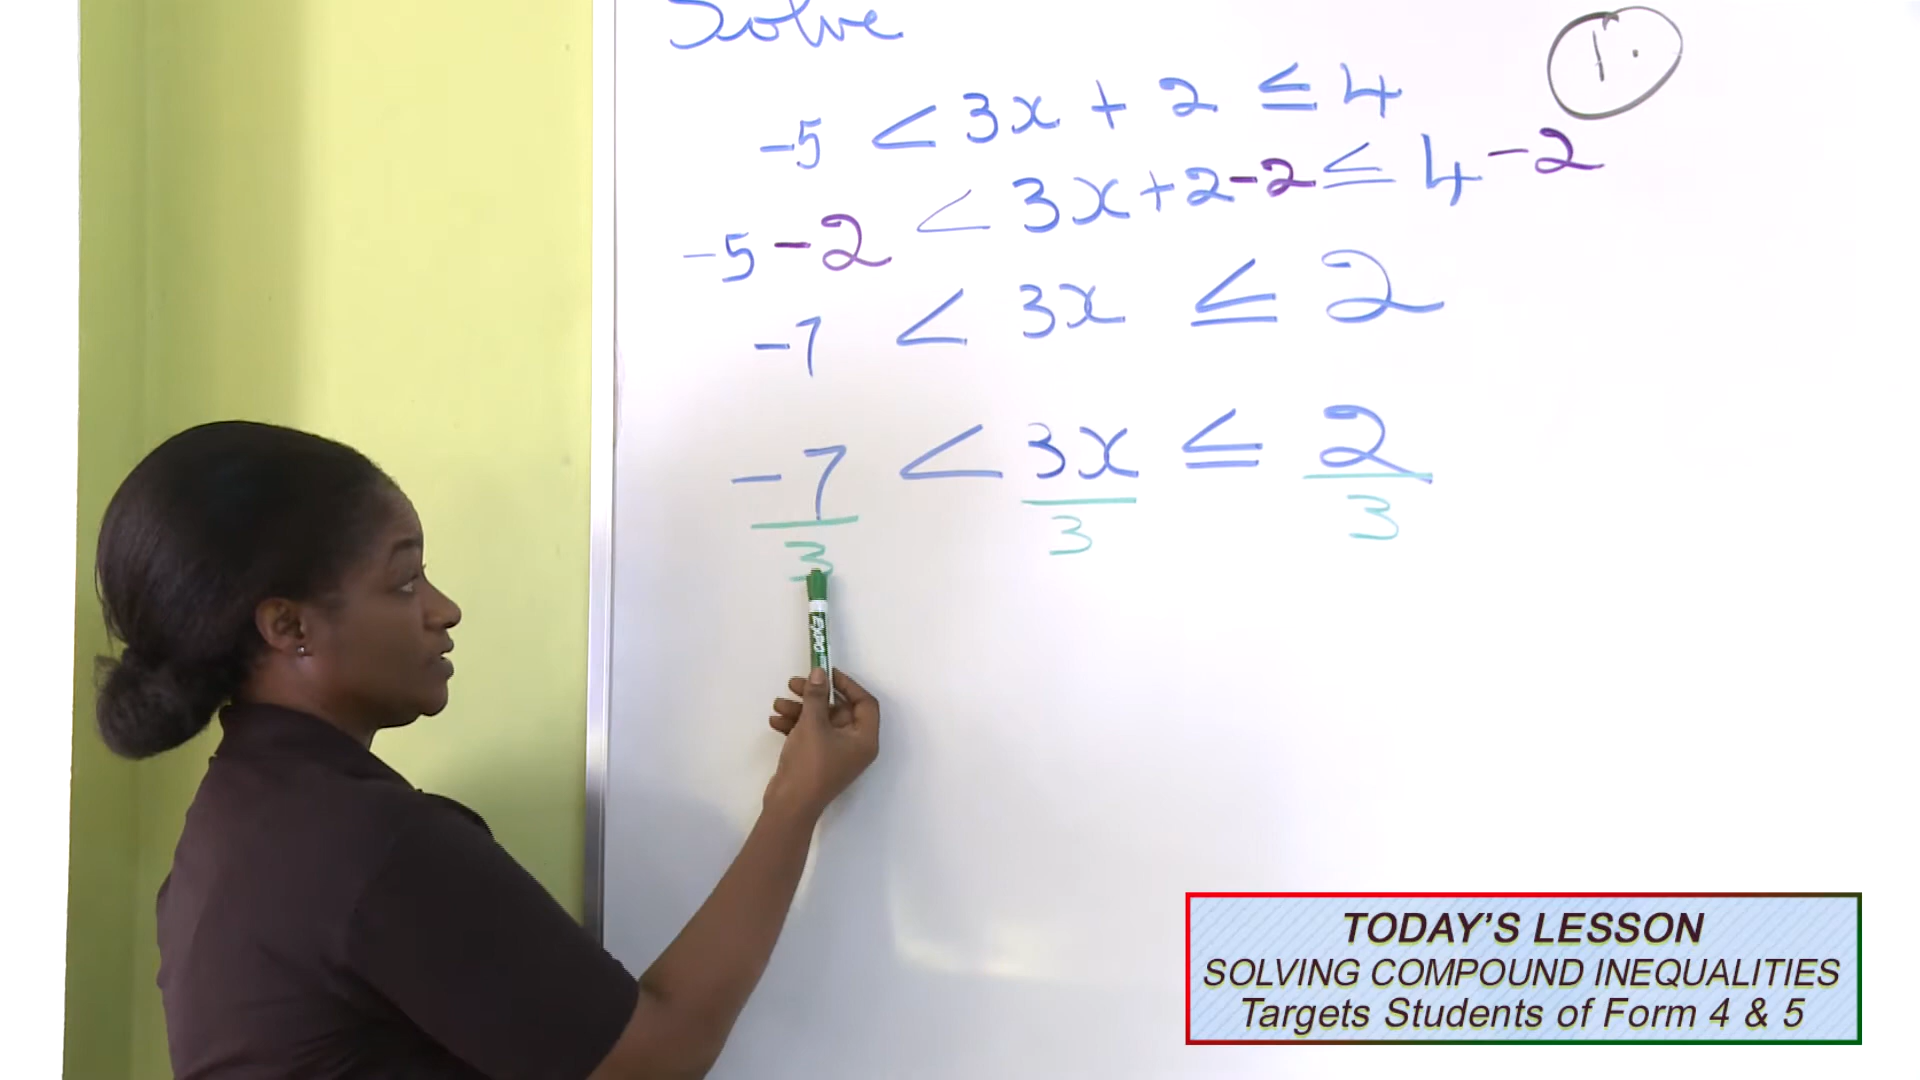 Solve
1.
-5 < 3x + 2 ≤ 4
-5 -2 < 3x+2-2 ≤ 4 -2
-7 < 3x ≤ 2
-7 < 3x ≤ 2
3 3 3
EXPO
TODAY'S LESSON
SOLVING COMPOUND INEQUALITIES
Targets Students of Form 4 & 5